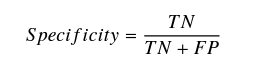 Specificity = TN / TN + FP